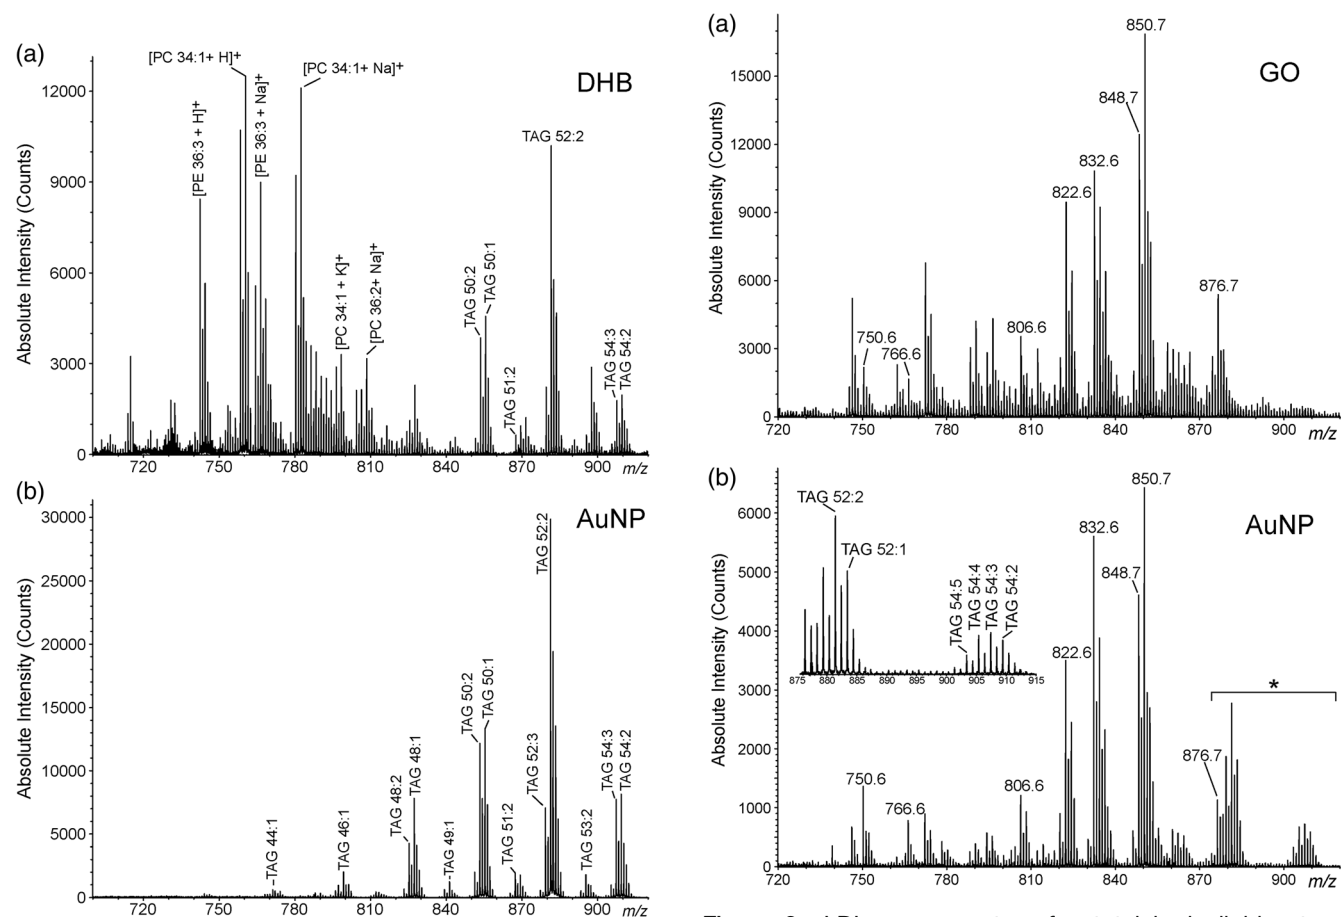 (a)
DHB
[PC 34:1+ H]+
[PC 34:1+ Na]+
[PE 36:3 + H]+
[PE 36:3 + Na]+
[PC 34:1 + K]+
[PC 36:2+ Na]+
TAG 50:2
TAG 50:1
TAG 51:2
TAG 52:2
TAG 54:3
TAG 54:2
Absolute Intensity (Counts)
12000
9000
6000
3000
0
720 750 780 810 840 870 900 m/z
(b)
AuNP
TAG 44:1
TAG 46:1
TAG 48:2
TAG 48:1
TAG 49:1
TAG 50:2
TAG 50:1
TAG 51:2
TAG 52:3
TAG 52:2
TAG 53:2
TAG 54:3
TAG 54:2
Absolute Intensity (Counts)
30000
25000
20000
15000
10000
5000
0
720 750 780 810 840 870 900 m/z
(a)
GO
850.7
848.7
832.6
822.6
876.7
806.6
750.6
766.6
Absolute Intensity (Counts)
15000
12000
9000
6000
3000
0
720 750 780 810 840 870 900 m/z
(b)
AuNP
850.7
832.6
848.7
822.6
*
876.7
806.6
750.6
766.6
TAG 52:2
TAG 52:1
TAG 54:5
TAG 54:4
TAG 54:3
TAG 54:2
875 880 885 890 895 900 905 910 915
Absolute Intensity (Counts)
6000
5000
4000
3000
2000
1000
0
720 750 780 810 840 870 900 m/z